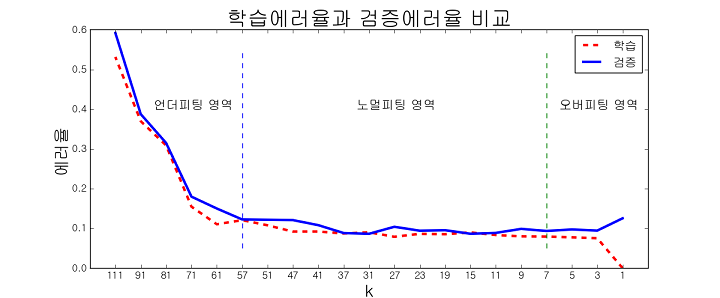 학습에러율과 검증에러율 비교
0.6
0.5
0.4
0.3
0.2
0.1
0.0
에러율
학습
검증
언더피팅 영역
노멀피팅 영역
오버피팅 영역
111 91 81 71 61 57 51 47 41 37 31 27 23 19 15 11 9 7 5 3 1
k